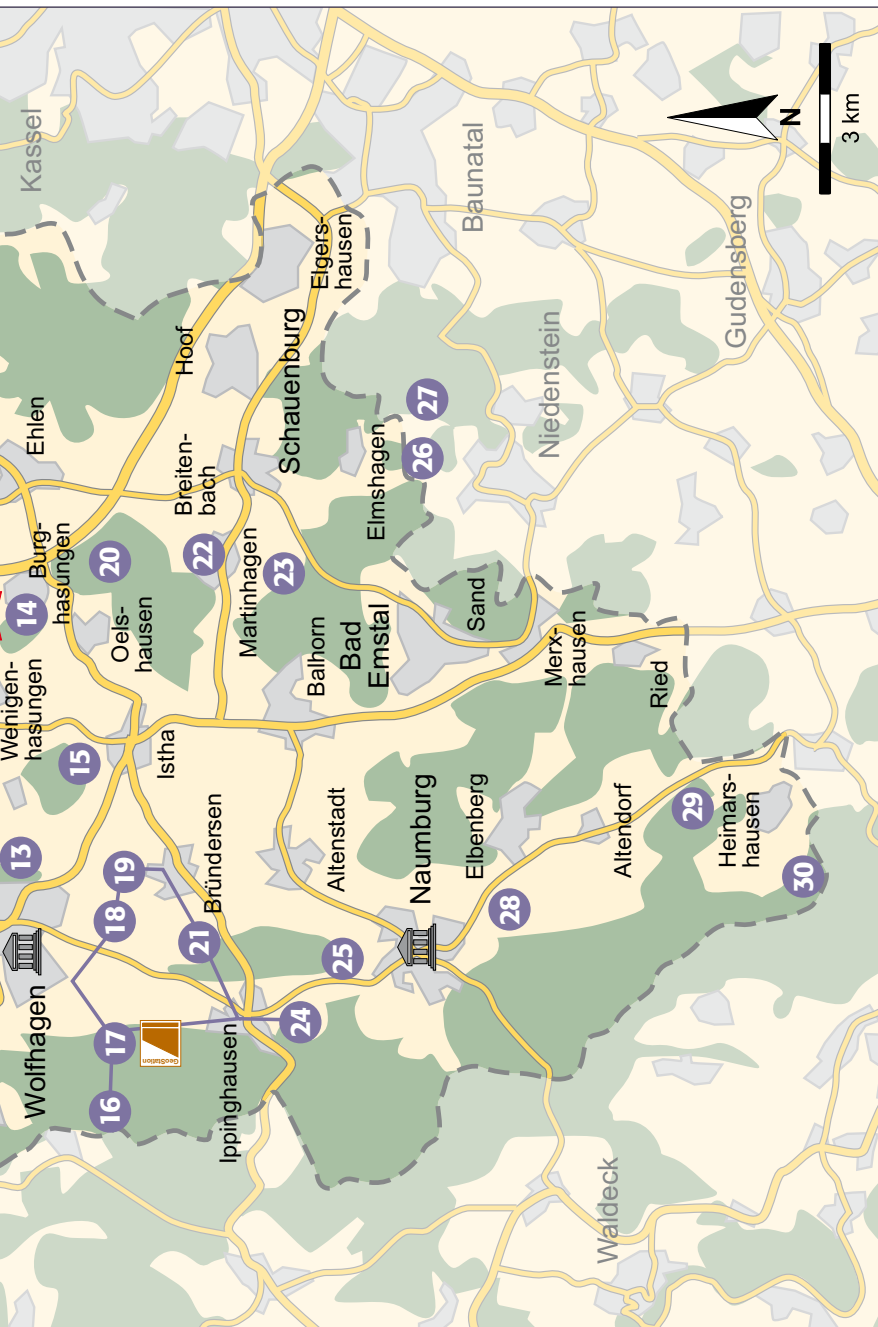 Kassel
Ehlen
Hoof
Burg-
hasungen
14
20
Breiten-
bach
Schauenburg
Elgers-
hausen
Wenigen-
hasungen
Oels-
hausen
22
Martinhagen
23
Elmshagen
26
27
Baunatal
15
Istha
Balhorn
Bad
Emstal
Sand
Niedenstein
Gudensberg
N
3 km
13
19
18
Wolfhagen
17
16
GeoStation
21
Bründersen
Altenstadt
Merx-
hausen
Ried
Ippinghausen
24
25
Naumburg
Elbenberg
28
Altendorf
29
Heimars-
hausen
30
Waldeck